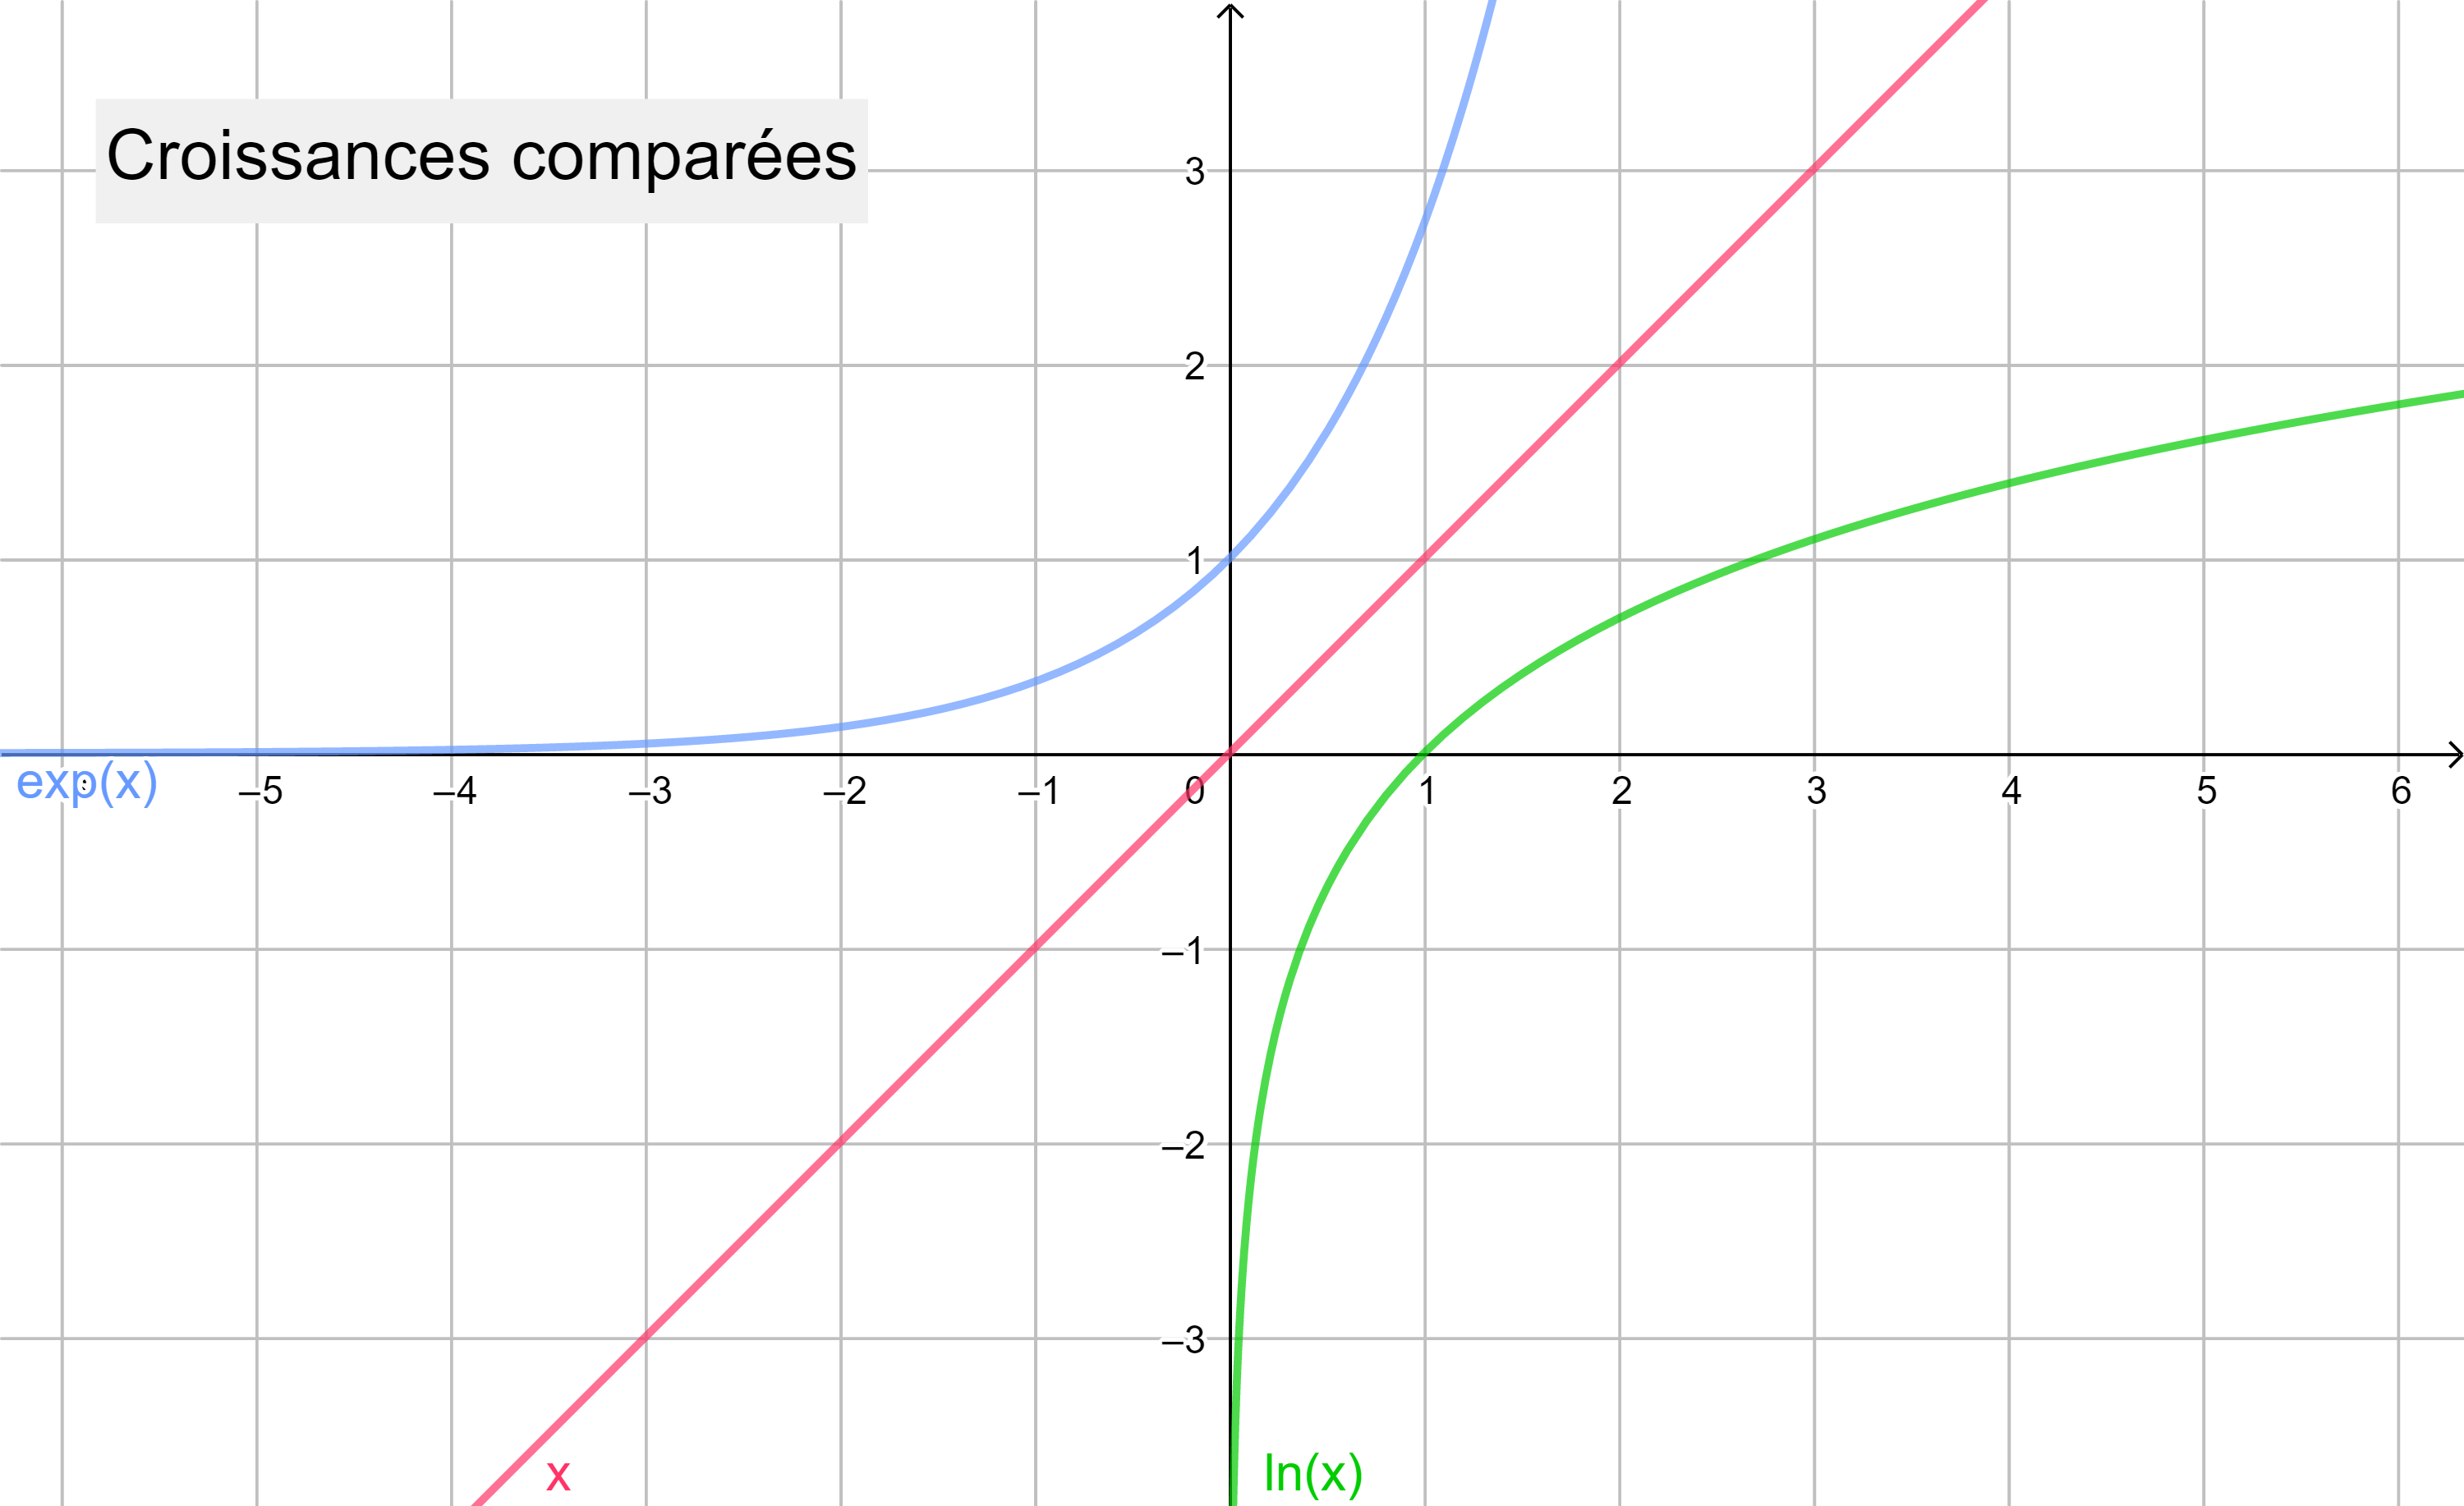 Croissances comparées
3
2
1
exp(x)
–5 –4 –3 –2 –1 0 1 2 3 4 5 6
–1
–2
–3
x ln(x)